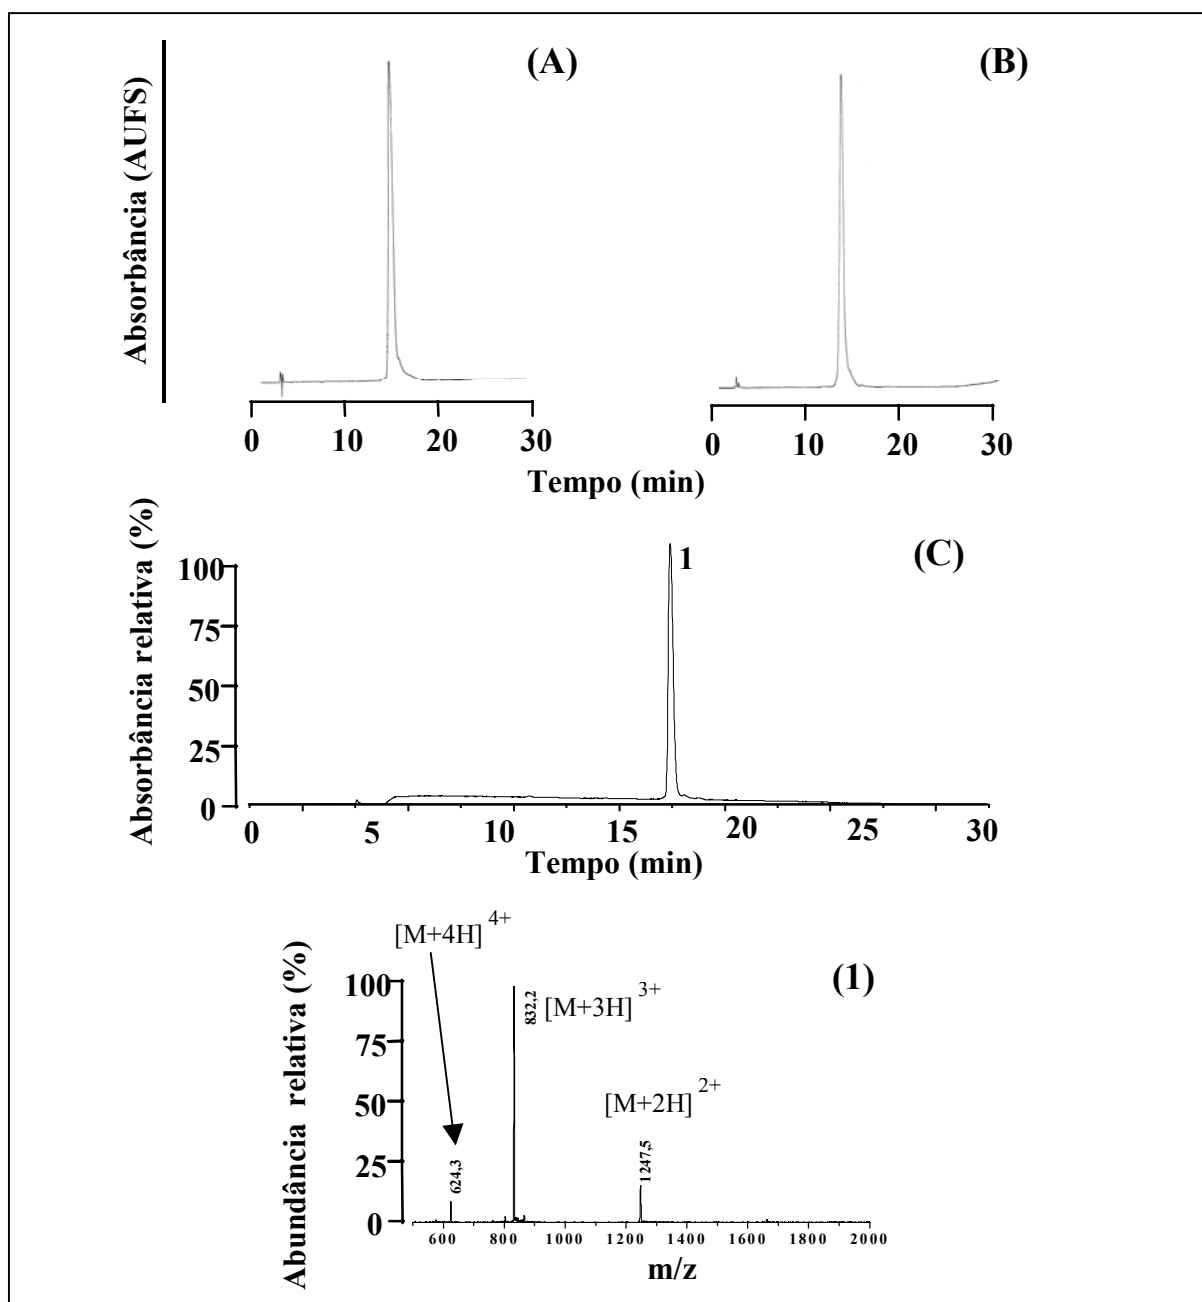 (A)
(B)
Absorbância (AUFS)
0 10 20 30
0 10 20 30
Tempo (min)
(C)
Absorbância relativa (%)
1
100
75
50
25
0
0 5 10 15 20 25 30
Tempo (min)
[M+4H] 4+
(1)
Abundância relativa (%)
100
75
50
25
0
832,2
[M+3H] 3+
[M+2H] 2+
624,3
1247,5
600 800 1000 1200 1400 1600 1800 2000
m/z